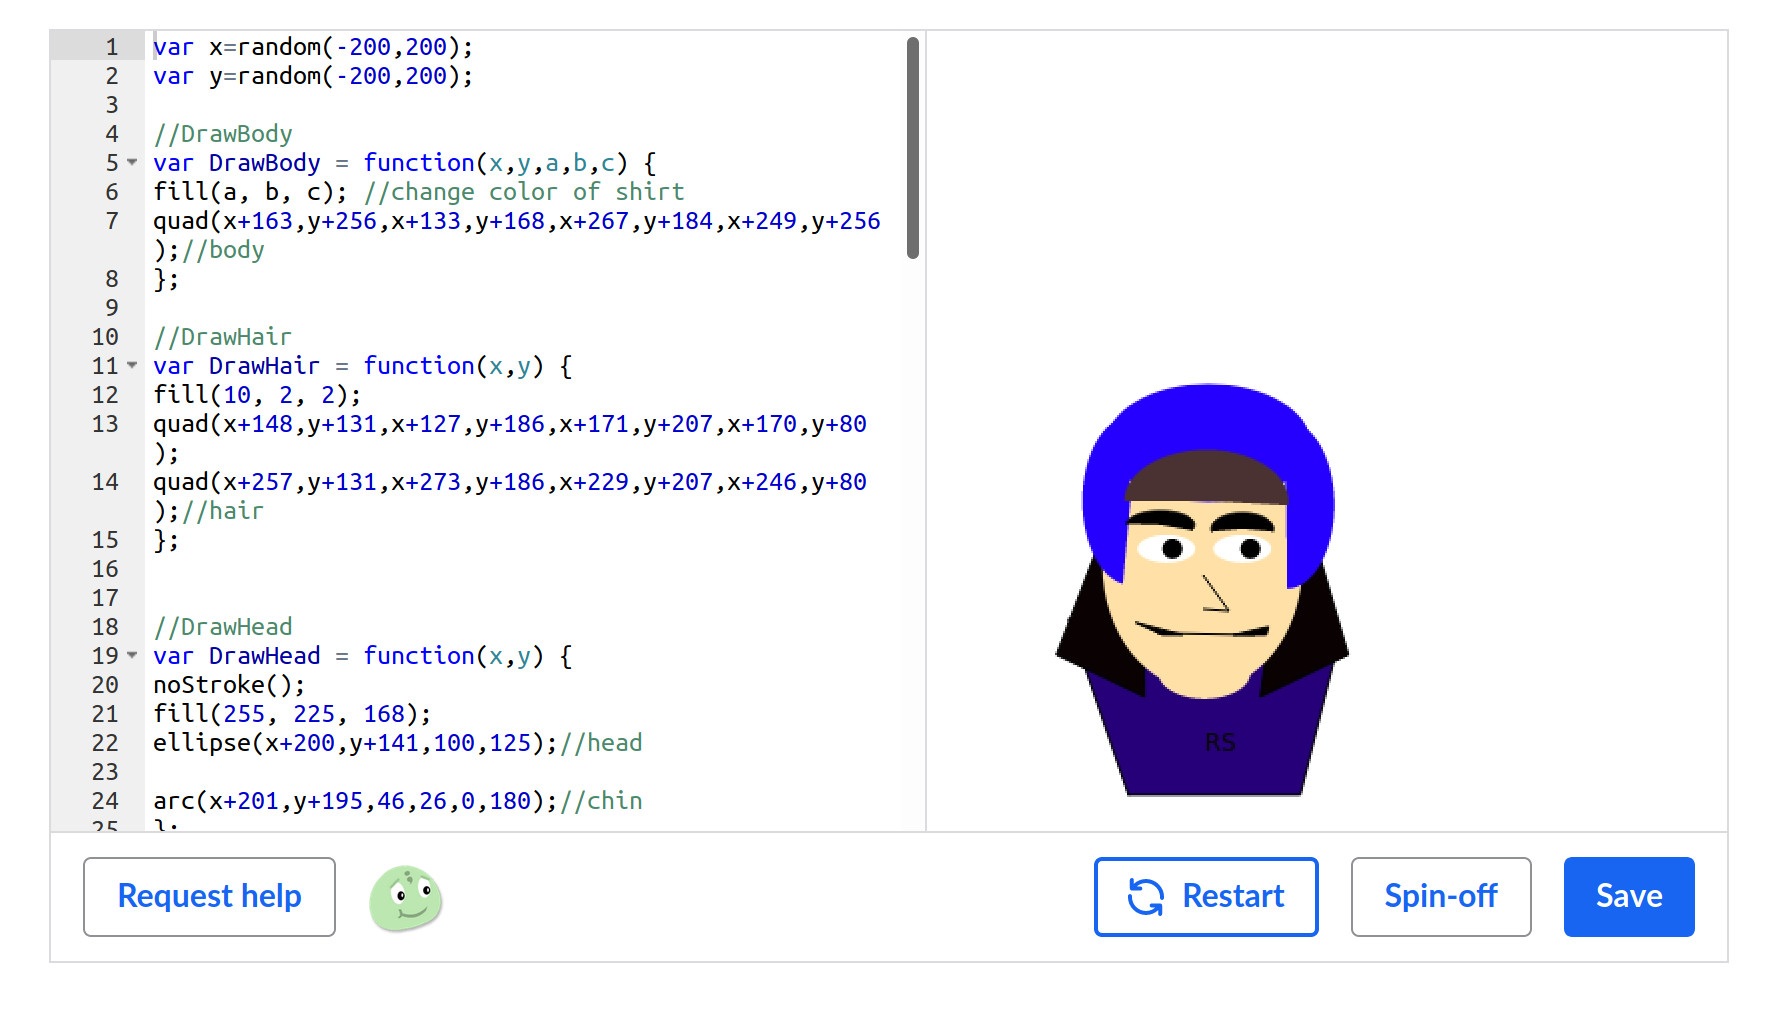 1 var x=random(-200,200);
2 var y=random(-200,200);
3
4 //DrawBody
5 var DrawBody = function(x,y,a,b,c) {
6 fill(a, b, c); //change color of shirt
7 quad(x+163,y+256,x+133,y+168,x+267,y+184,x+249,y+256
);//body
8 };
9
10 //DrawHair
11 var DrawHair = function(x,y) {
12 fill(10, 2, 2);
13 quad(x+148,y+131,x+127,y+186,x+171,y+207,x+170,y+80
);
14 quad(x+257,y+131,x+273,y+186,x+229,y+207,x+246,y+80
);//hair
15 };
16
17
18 //DrawHead
19 var DrawHead = function(x,y) {
20 noStroke();
21 fill(255, 225, 168);
22 ellipse(x+200,y+141,100,125);//head
23
24 arc(x+201,y+195,46,26,0,180);//chin
25 };
RS
Request help
Restart
Spin-off
Save